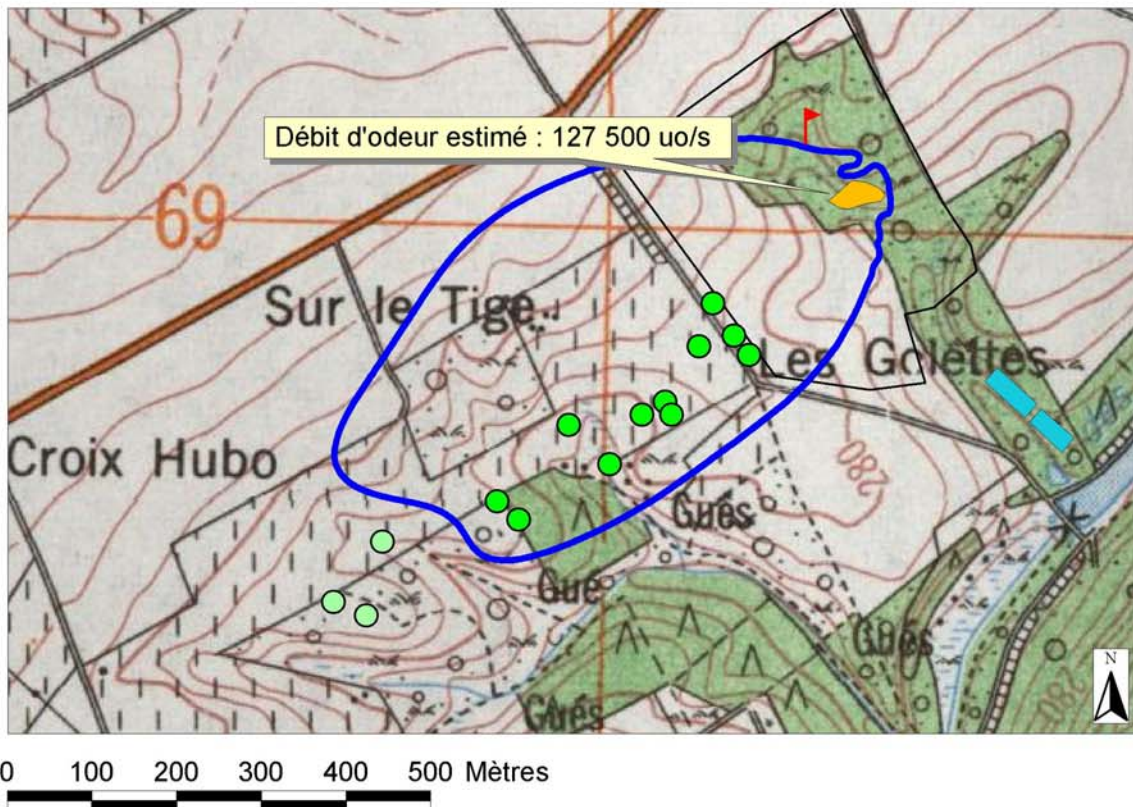 Débit d'odeur estimé : 127 500 uo/s
69
Sur le Tige
Les Golettes
Croix Hubo
280
Gués
Gué
Gués
Gués
280
N
0 100 200 300 400 500 Mètres